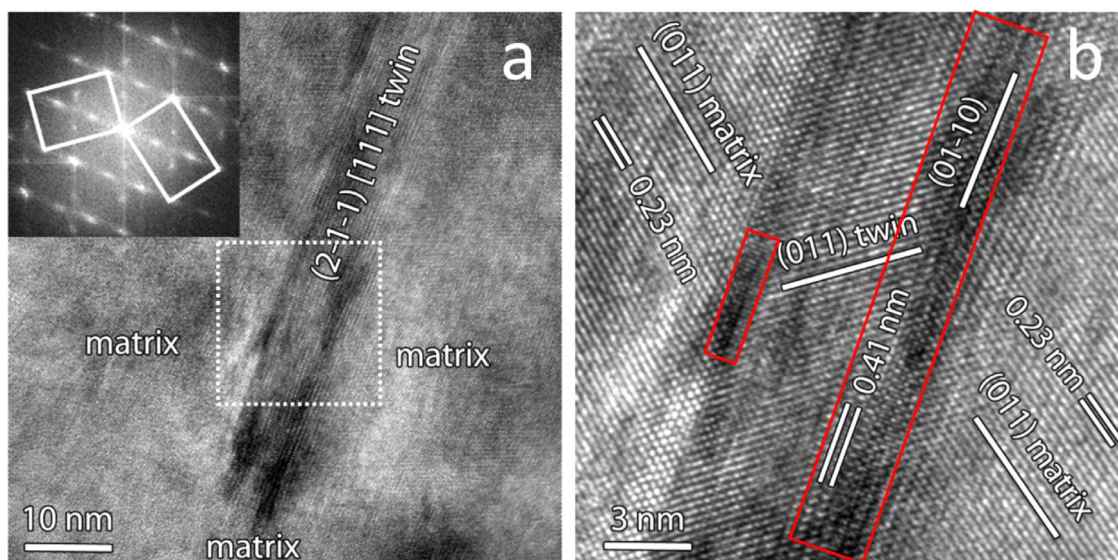 a
(2-1-1) [111] twin
matrix
matrix
matrix
10 nm
b
(011) matrix
0.23 nm
(01-10)
(011) twin
0.41 nm
0.23 nm
(011) matrix
3 nm